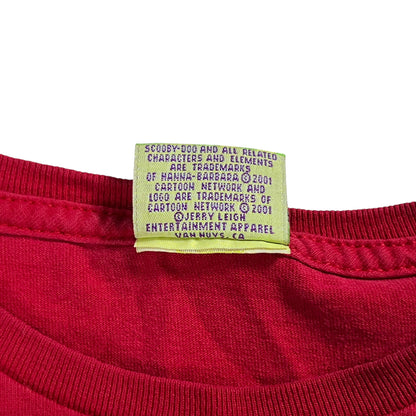 SCOOBY-DOO AND ALL RELATED
CHARACTERS AND ELEMENTS
ARE TRADEMARKS
OF HANNA-BARBARA © 2001
CARTOON NETWORK AND
LOGO ARE TRADEMARKS OF
CARTOON NETWORK © 2001
©JERRY LEIGH
ENTERTAINMENT APPAREL
VAN NUYS, CA